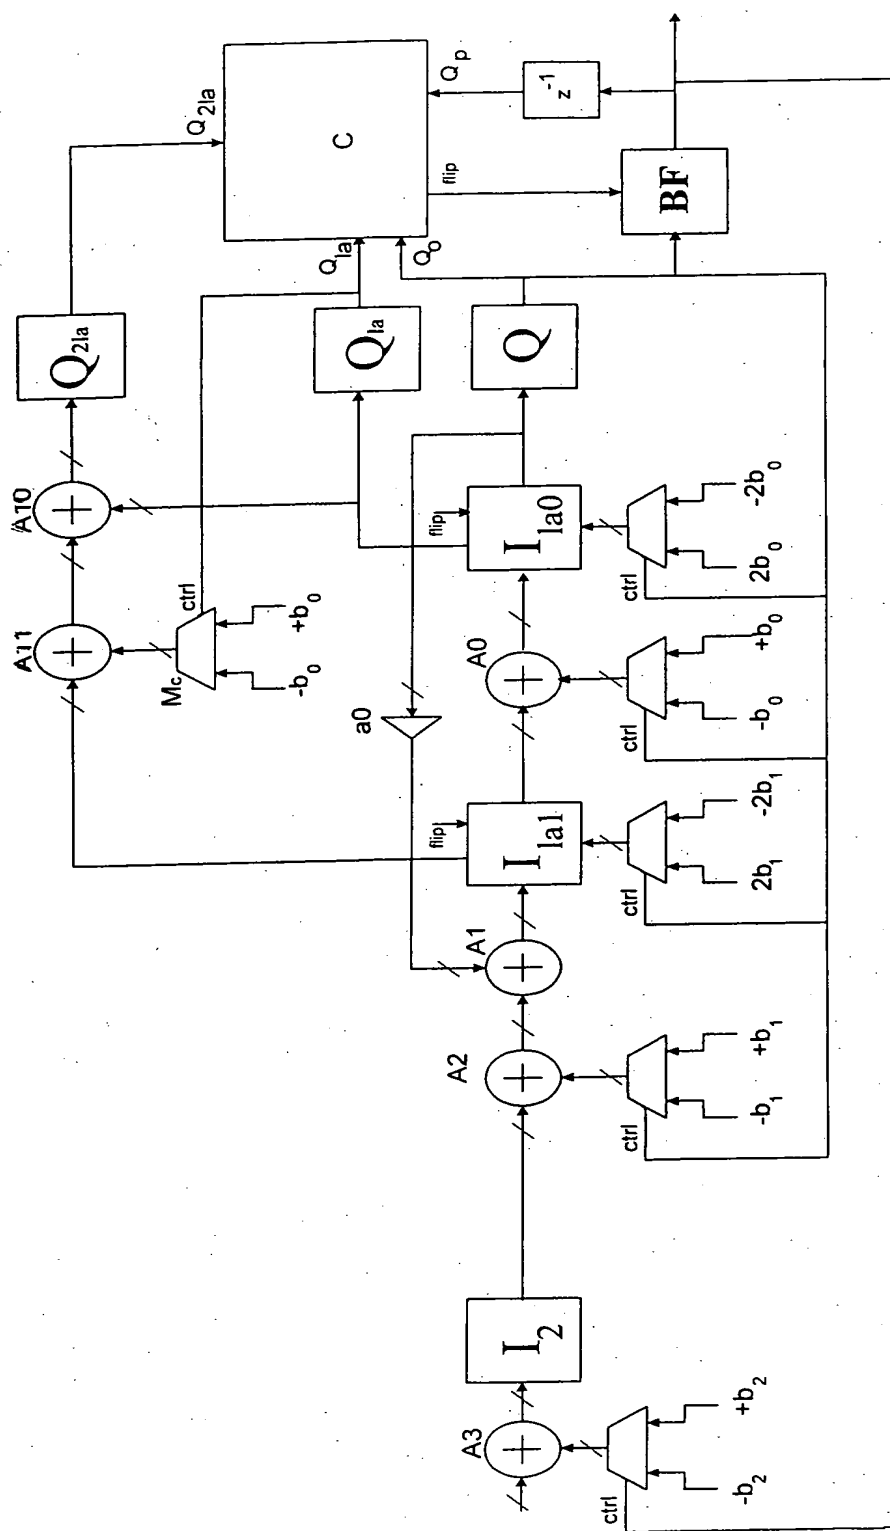 Q2la
Qp
z-1
C
flip
BF
Qla
Qo
Q2la
Qla
Q
A10
ctrl
flip
Ila0
-2b0
2b0
ctrl
A11
Mc
+b0
-b0
A0
+b0
-b0
ctrl
a0
flip
Ila1
-2b1
2b1
ctrl
A1
A2
+b1
-b1
ctrl
I2
A3
+b2
-b2
ctrl